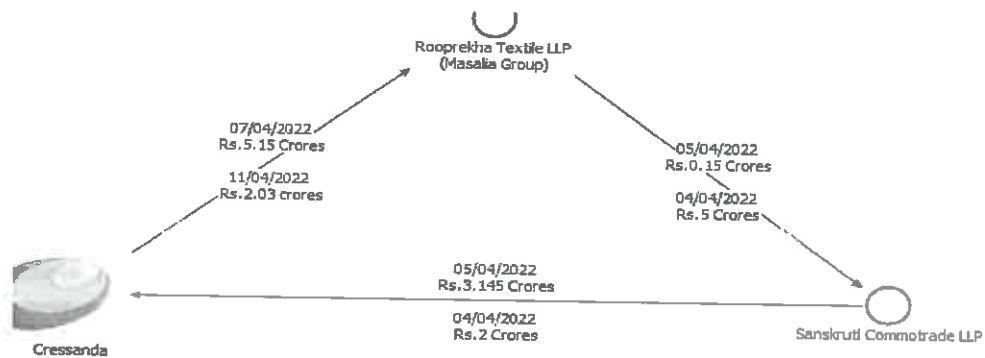 Rooprekha Textile LLP
(Masalia Group)
07/04/2022
Rs.5.15 Crores
11/04/2022
Rs.2.03 crores
05/04/2022
Rs.0.15 Crores
04/04/2022
Rs.5 Crores
05/04/2022
Rs.3.145 Crores
04/04/2022
Rs.2 Crores
Cressanda
Sanskruti Commotrade LLP